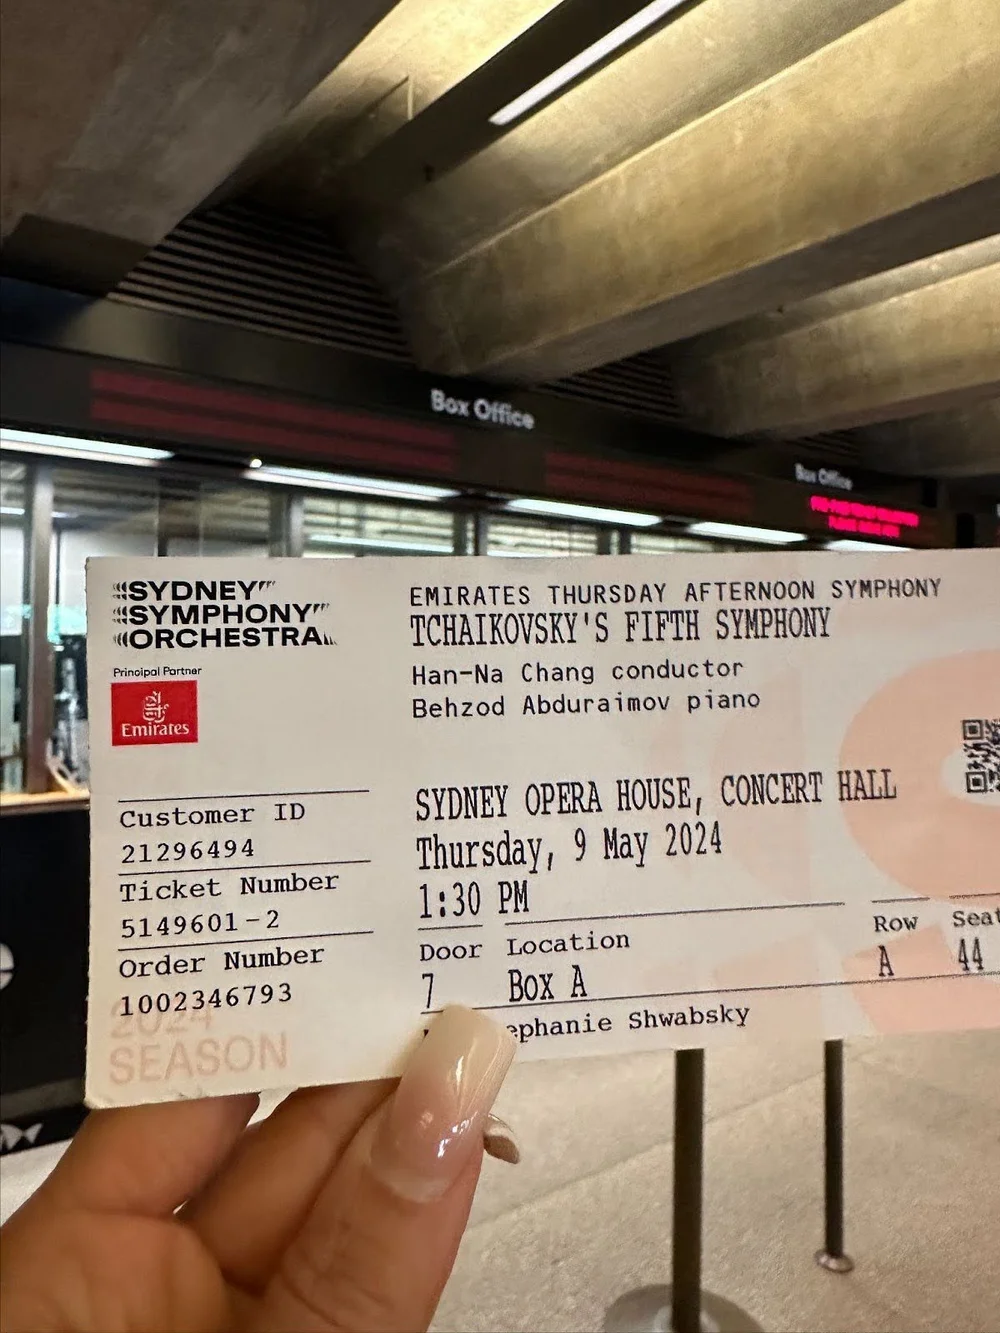 Box Office
Box Office
SYDNEY
SYMPHONY
ORCHESTRA
Principal Partner
Emirates
EMIRATES THURSDAY AFTERNOON SYMPHONY
TCHAIKOVSKY'S FIFTH SYMPHONY
Han-Na Chang conductor
Behzod Abduraimov piano
SYDNEY OPERA HOUSE, CONCERT HALL
Thursday, 9 May 2024
1:30 PM
Customer ID
21296494
Ticket Number
5149601-2
Order Number
1002346793
2024
SEASON
Door Location Row Seat
7 Box A A 44
ephanie Shwabsky